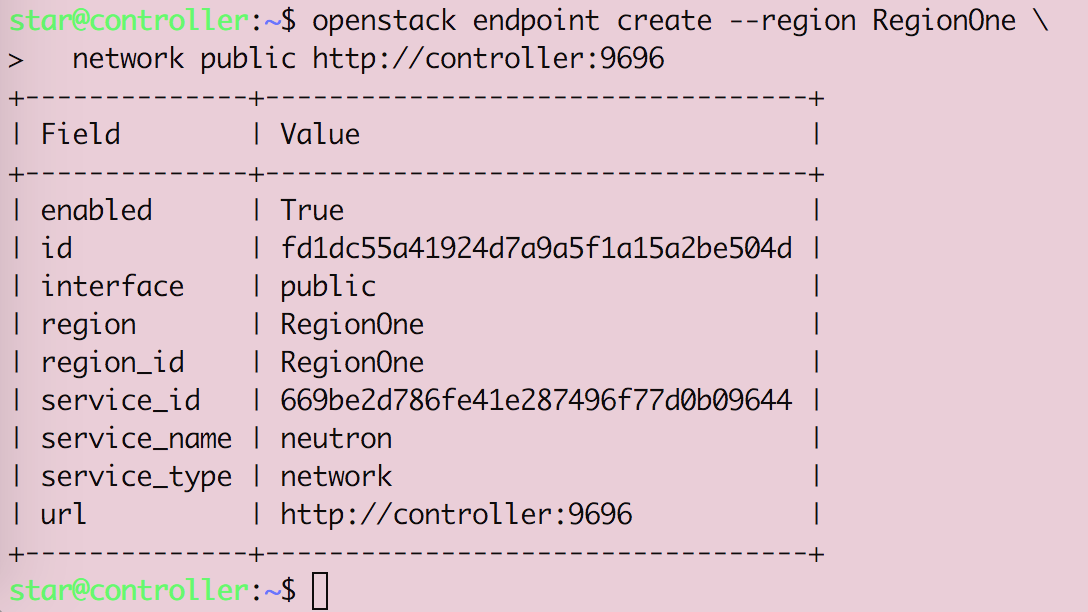 star@controller:~$ openstack endpoint create --region RegionOne \
>   network public http://controller:9696
+--------------+----------------------------------+
| Field        | Value                            |
+--------------+----------------------------------+
| enabled      | True                             |
| id           | fd1dc55a41924d7a9a5f1a15a2be504d |
| interface    | public                           |
| region       | RegionOne                        |
| region_id    | RegionOne                        |
| service_id   | 669be2d786fe41e287496f77d0b09644 |
| service_name | neutron                          |
| service_type | network                          |
| url          | http://controller:9696           |
+--------------+----------------------------------+
star@controller:~$